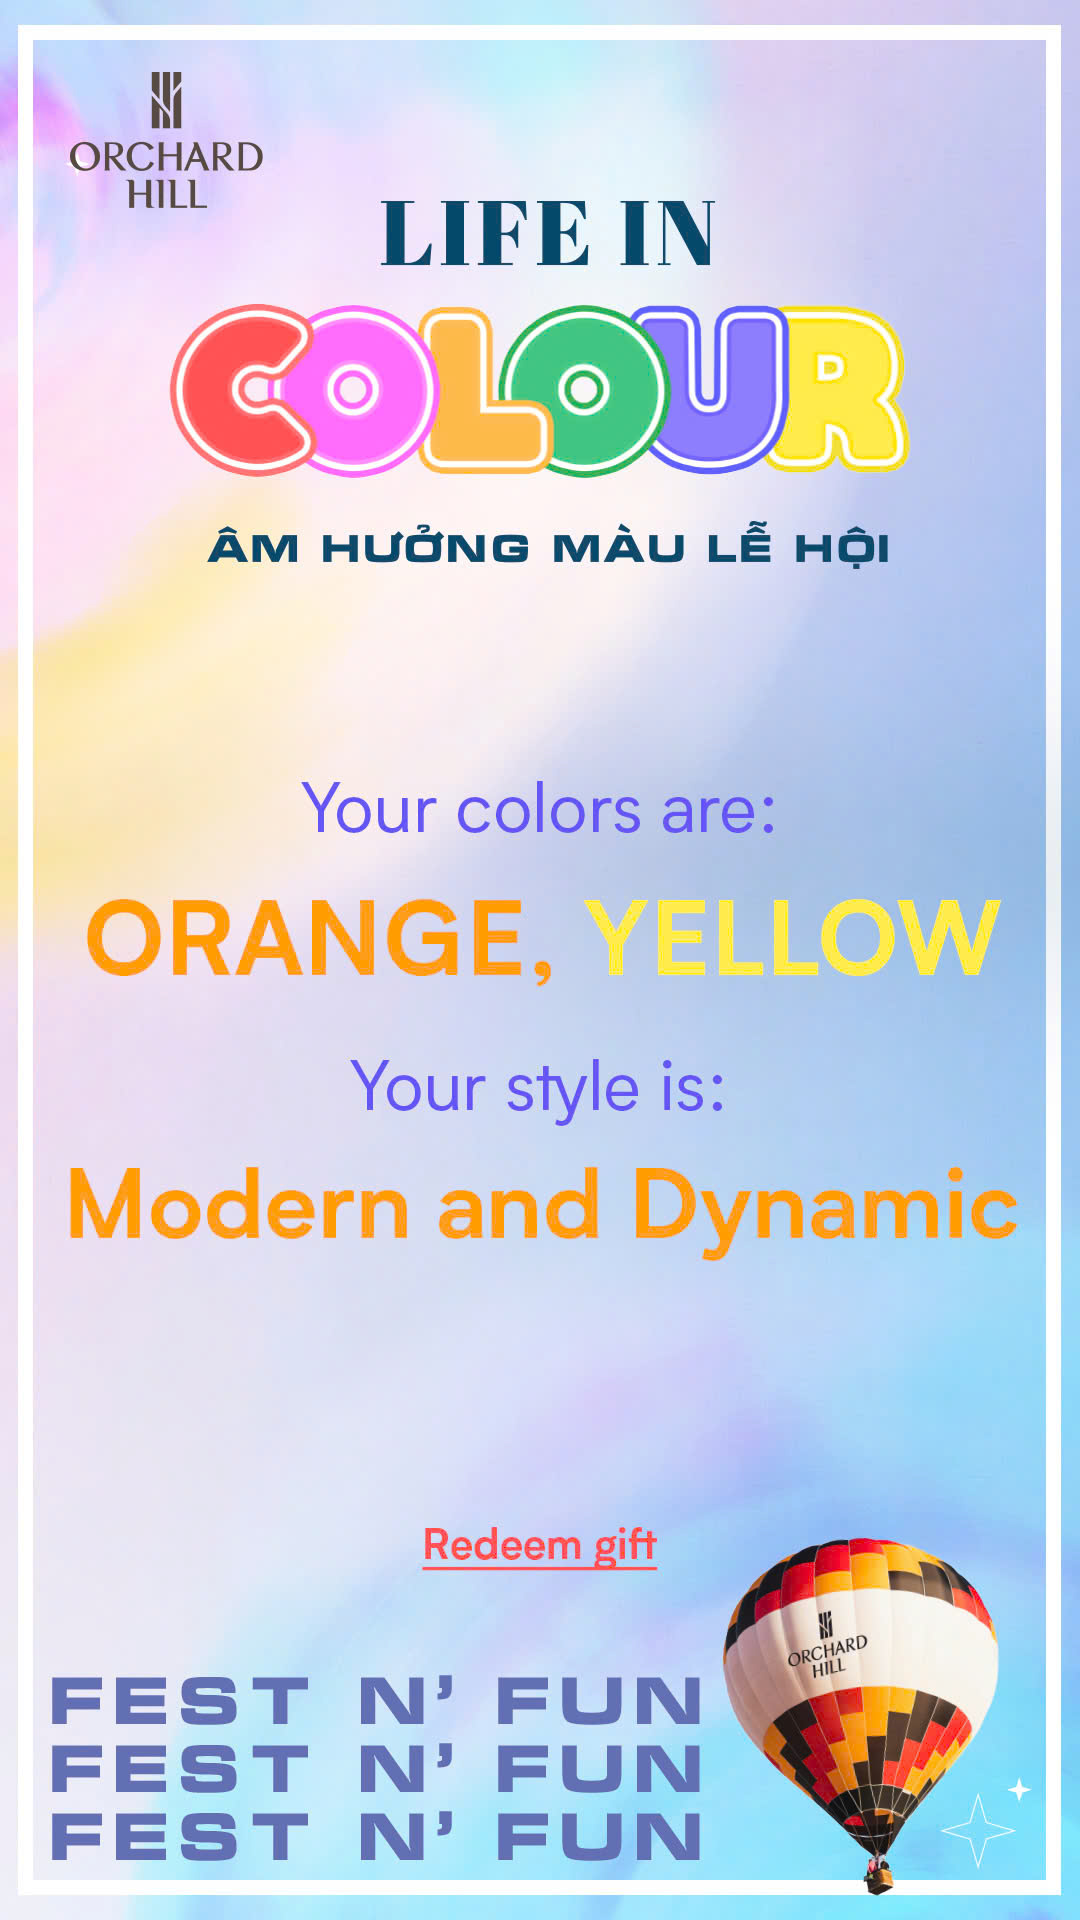 ORCHARD
HILL
LIFE IN
COLOUR
ÂM HƯỞNG MÀU LỄ HỘI
Your colors are:
ORANGE, YELLOW
Your style is:
Modern and Dynamic
Redeem gift
ORCHARD
HILL
FEST N’ FUN
FEST N’ FUN
FEST N’ FUN